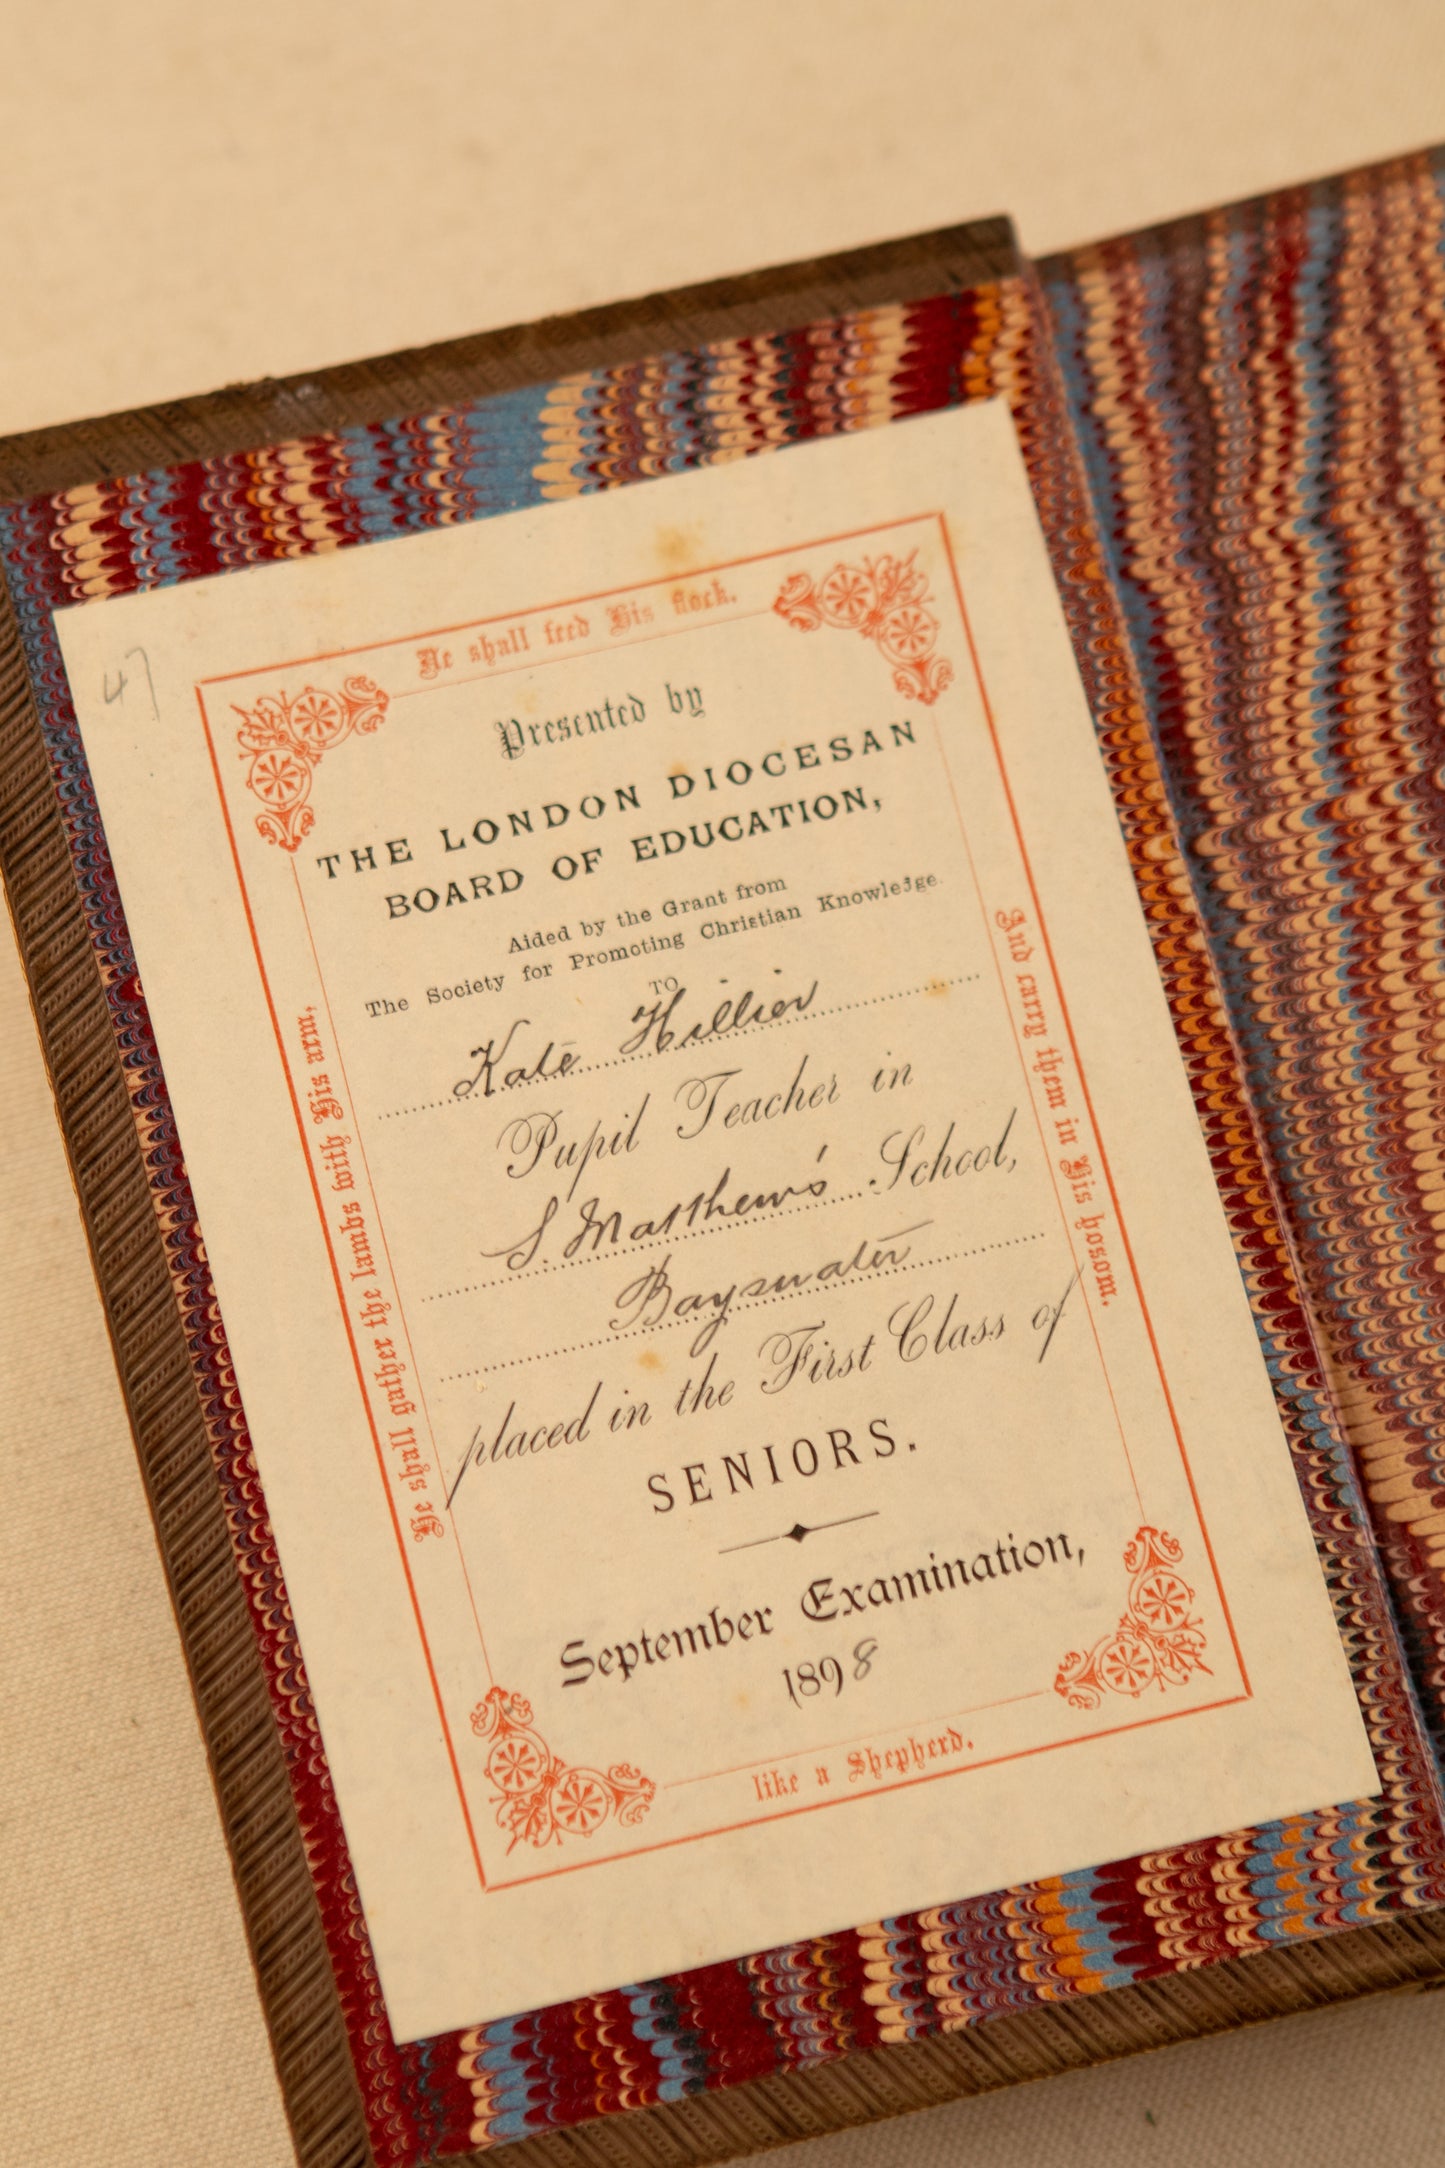 47
He shall feed His flock.
Presented by
THE LONDON DIOCESAN
BOARD OF EDUCATION,
Aided by the Grant from
The Society for Promoting Christian Knowledge.
TO
Kate Hillier
Pupil Teacher in
S. Matthew's School,
Bayswater
placed in the First Class of
SENIORS.
September Examination,
1898
He shall gather the lambs with His arm,
And carry them in His bosom.
like a Shepherd.